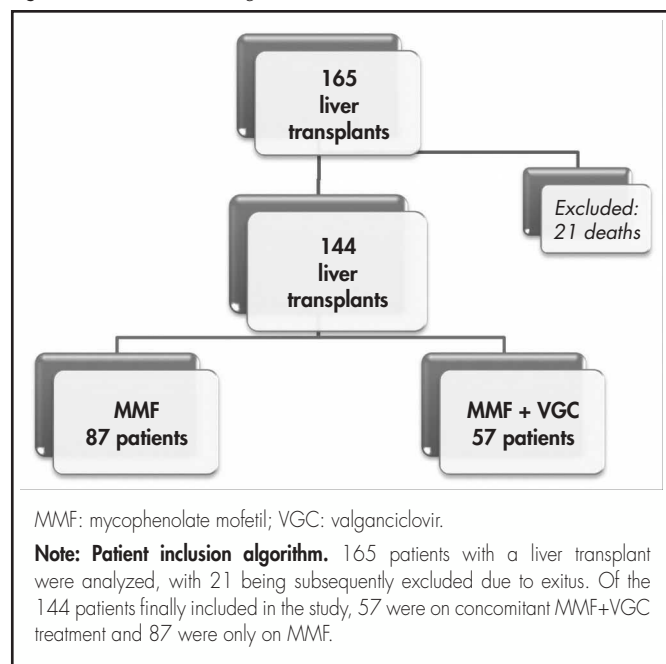 165
liver
transplants
Excluded:
21 deaths
144
liver
transplants
MMF
87 patients
MMF + VGC
57 patients
MMF: mycophenolate mofetil; VGC: valganciclovir.
Note: Patient inclusion algorithm. 165 patients with a liver transplant
were analyzed, with 21 being subsequently excluded due to exitus. Of the
144 patients finally included in the study, 57 were on concomitant MMF+VGC
treatment and 87 were only on MMF.